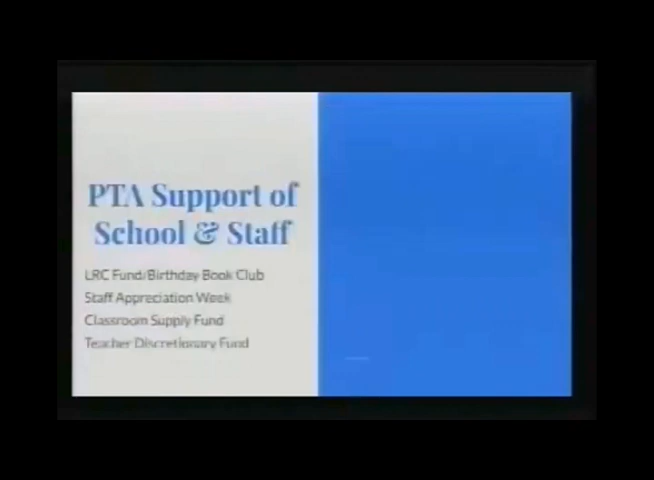 PTA Support of
School & Staff
LRC Fund/Birthday Book Club
Staff Appreciation Week
Classroom Supply Fund
Teacher Discretionary Fund